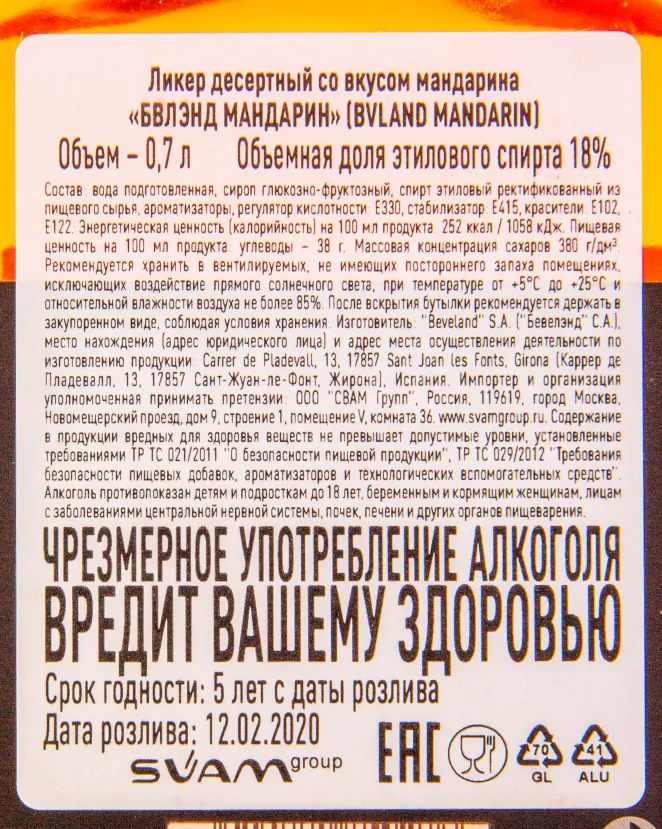 Ликер десертный со вкусом мандарина
«БВЛЭНД МАНДАРИН» (BVLAND MANDARIN)
Объем – 0,7 л Объемная доля этилового спирта 18%
Состав: вода подготовленная, сироп глюкозно-фруктозный, спирт этиловый ректификованный из
пищевого сырья, ароматизаторы, регулятор кислотности: Е330, стабилизатор: Е415, красители: Е102,
Е122. Энергетическая ценность (калорийность) на 100 мл продукта: 252 ккал / 1058 кДж. Пищевая
ценность на 100 мл продукта: углеводы – 38 г. Массовая концентрация сахаров 380 г/дм³.
Рекомендуется хранить в вентилируемых, не имеющих постороннего запаха помещениях,
исключающих воздействие прямого солнечного света, при температуре от +5°С до +25°С и
относительной влажности воздуха не более 85%. После вскрытия бутылки рекомендуется держать в
закупоренном виде, соблюдая условия хранения. Изготовитель: "Beveland" S.A. ("Бевелэнд" С.А.),
место нахождения (адрес юридического лица) и адрес места осуществления деятельности по
изготовлению продукции: Carrer de Pladevall, 13, 17857 Sant Joan les Fonts, Girona (Каррер де
Пладевалл, 13, 17857 Сант-Жуан-ле-Фонт, Жирона), Испания. Импортер и организация
уполномоченная принимать претензии: ООО "СВАМ Групп", Россия, 119619, город Москва,
Новомещерский проезд, дом 9, строение 1, помещение V, комната 36. www.svamgroup.ru. Содержание
в продукции вредных для здоровья веществ не превышает допустимые уровни, установленные
требованиями ТР ТС 021/2011 "О безопасности пищевой продукции", ТР ТС 029/2012 "Требования
безопасности пищевых добавок, ароматизаторов и технологических вспомогательных средств".
Алкоголь противопоказан детям и подросткам до 18 лет, беременным и кормящим женщинам, лицам
с заболеваниями центральной нервной системы, почек, печени и других органов пищеварения.
ЧРЕЗМЕРНОЕ УПОТРЕБЛЕНИЕ АЛКОГОЛЯ
ВРЕДИТ ВАШЕМУ ЗДОРОВЬЮ
Срок годности: 5 лет с даты розлива
Дата розлива: 12.02.2020
SVAM group
ЕАС
70
GL
41
ALU